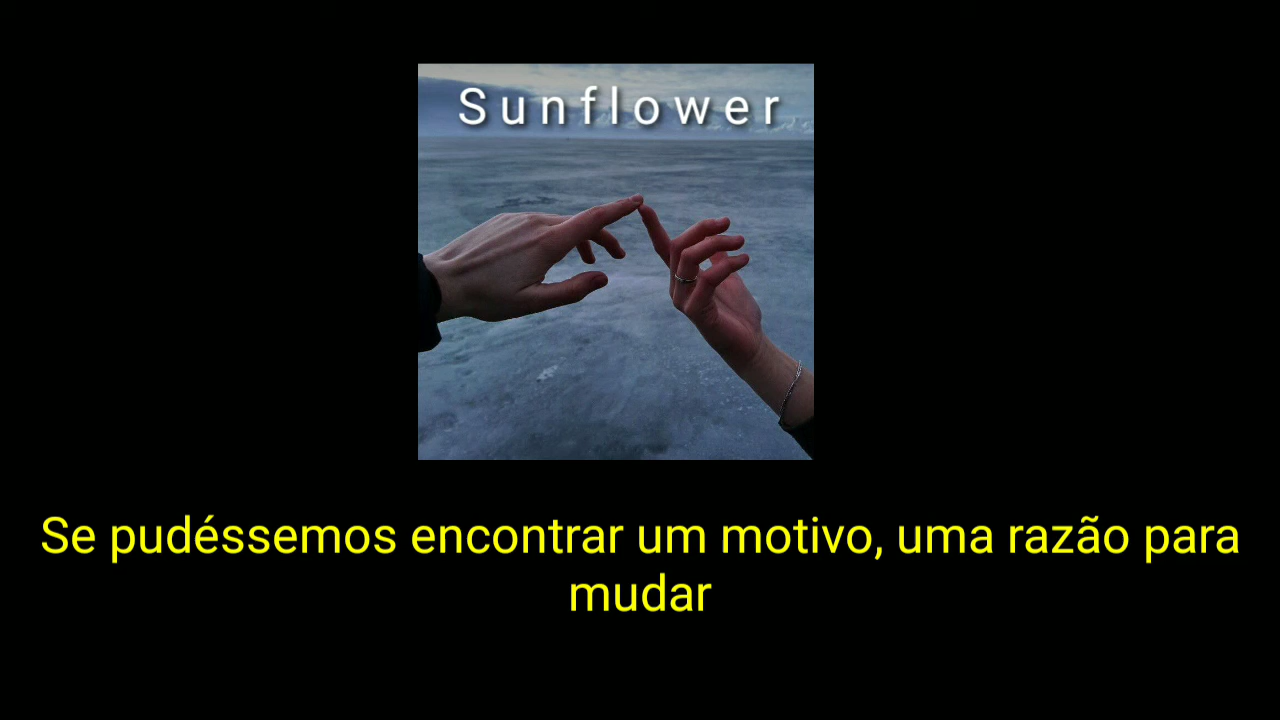 Sunflower
Se pudéssemos encontrar um motivo, uma razão para
mudar